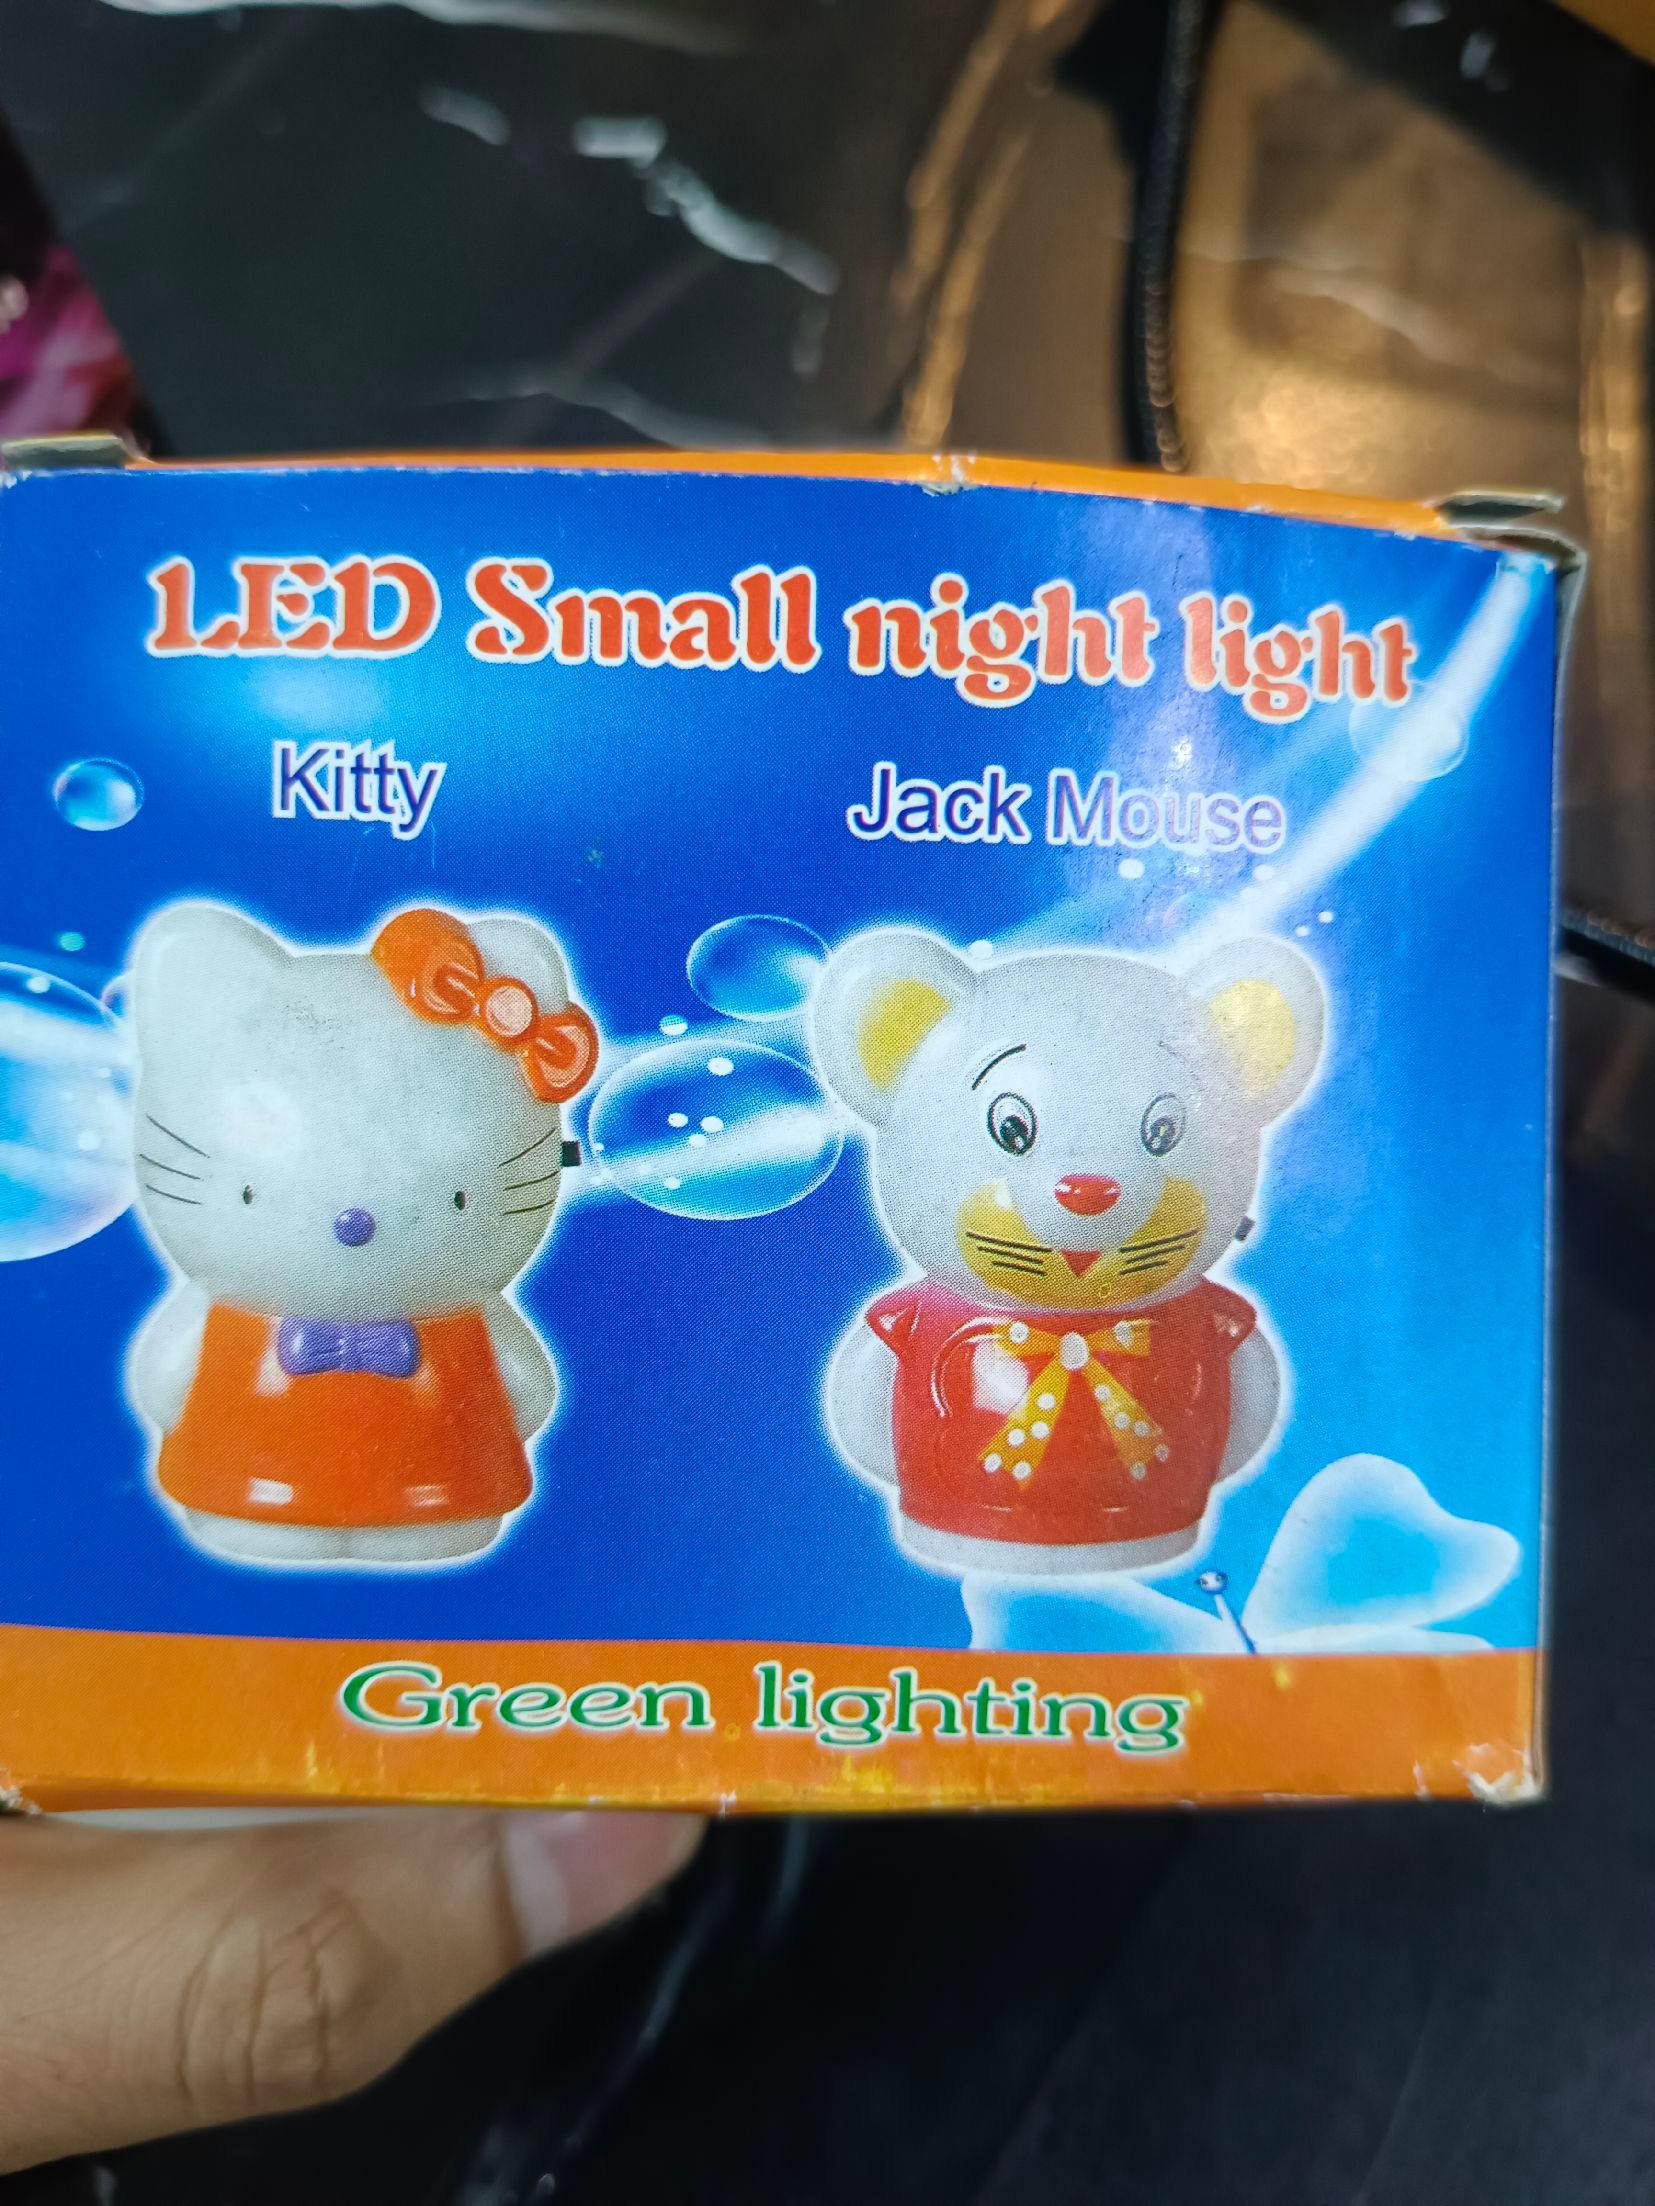 LED Small night light
Kitty
Jack Mouse
Green lighting